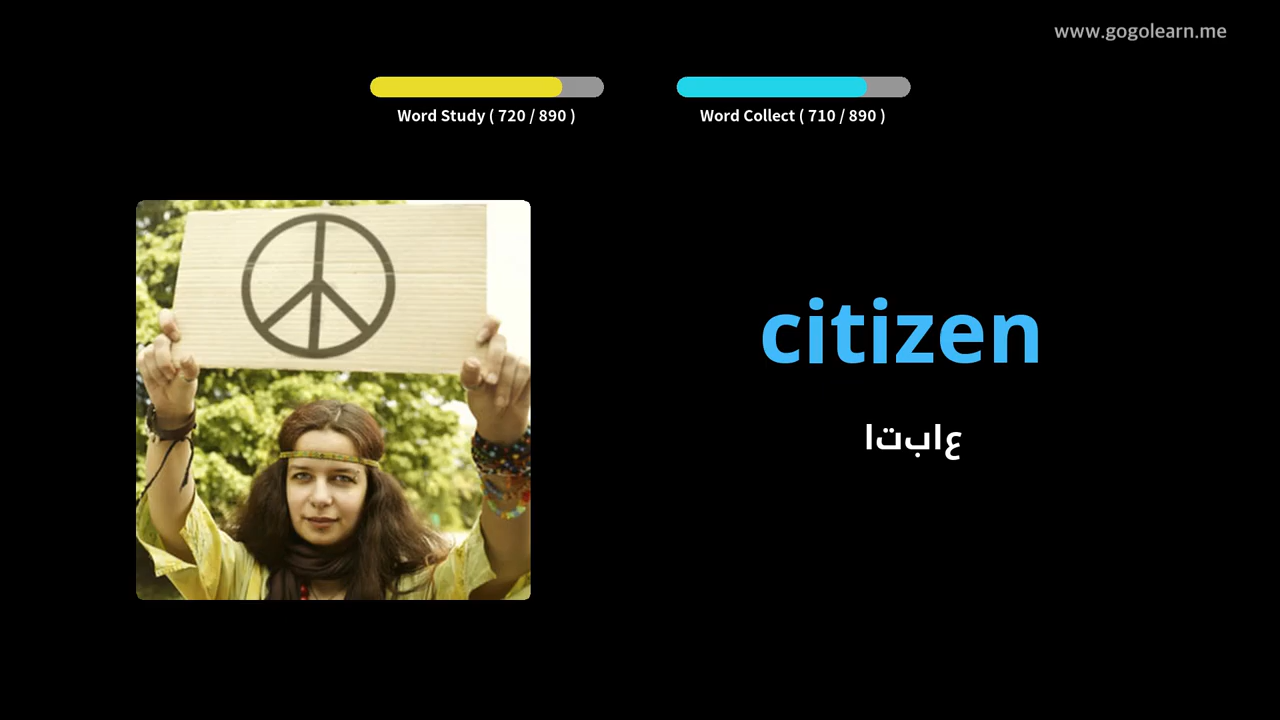 www.gogolearn.me
Word Study ( 720 / 890 )
Word Collect ( 710 / 890 )
citizen
عابتا